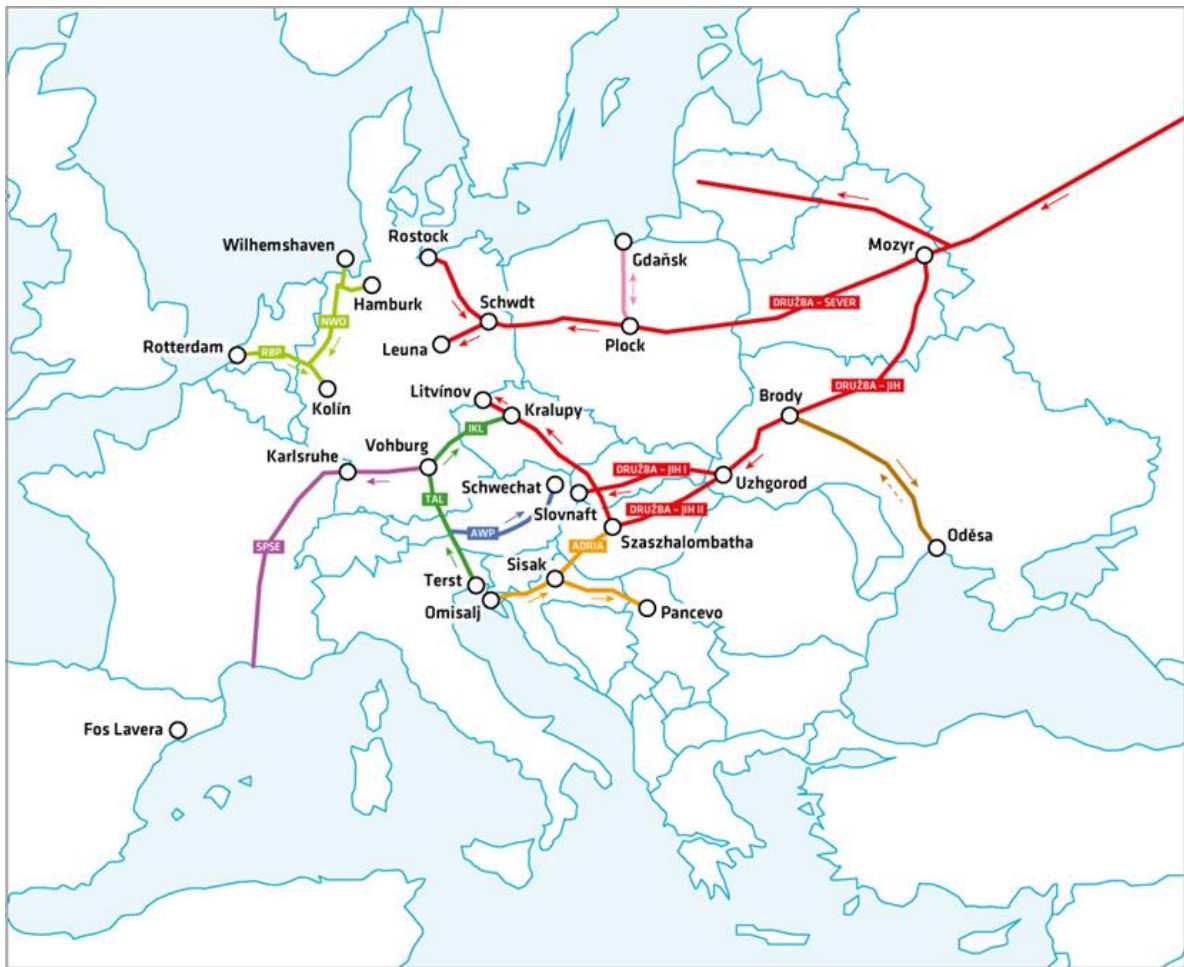 Wilhemshaven
Rostock
Gdaňsk
Mozyr
Hamburk
Schwdt
DRUŽBA – SEVER
NWO
Rotterdam
RBP
Leuna
Plock
Kolín
Litvínov
DRUŽBA – JIH
Brody
Kralupy
IKL
Vohburg
Karlsruhe
DRUŽBA – JIH I
Uzhgorod
Schwechat
TAL
Slovnaft
DRUŽBA – JIH II
AWP
Szaszhalombatha
Oděsa
SPSE
ADRIA
Sisak
Terst
Omisalj
Pancevo
Fos Lavera